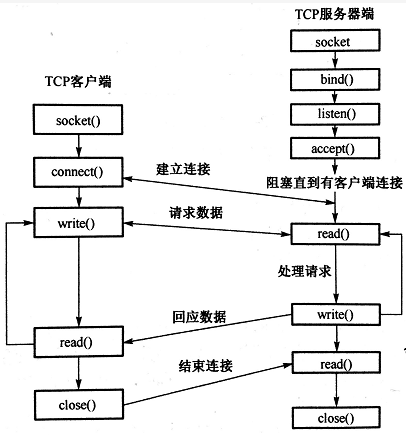 TCP服务器端
socket
bind()
TCP客户端
listen()
socket()
accept()
建立连接
阻塞直到有客户端连接
connect()
请求数据
write()
read()
处理请求
回应数据
write()
read()
结束连接
read()
close()
close()